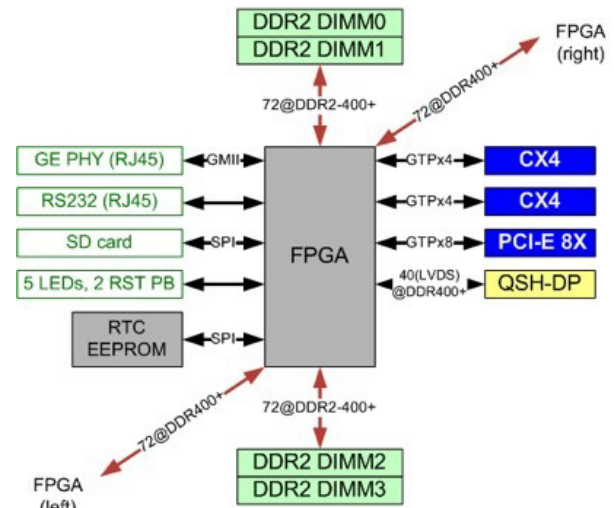 DDR2 DIMM0
DDR2 DIMM1
FPGA
(right)
72@DDR2-400+
72@DDR400+
GE PHY (RJ45)
GMII
GTPx4
CX4
RS232 (RJ45)
GTPx4
CX4
SD card
SPI
FPGA
GTPx8
PCI-E 8X
5 LEDs, 2 RST PB
40(LVDS)
@DDR400+
QSH-DP
RTC
EEPROM
SPI
72@DDR400+
72@DDR2-400+
DDR2 DIMM2
DDR2 DIMM3
FPGA
(left)